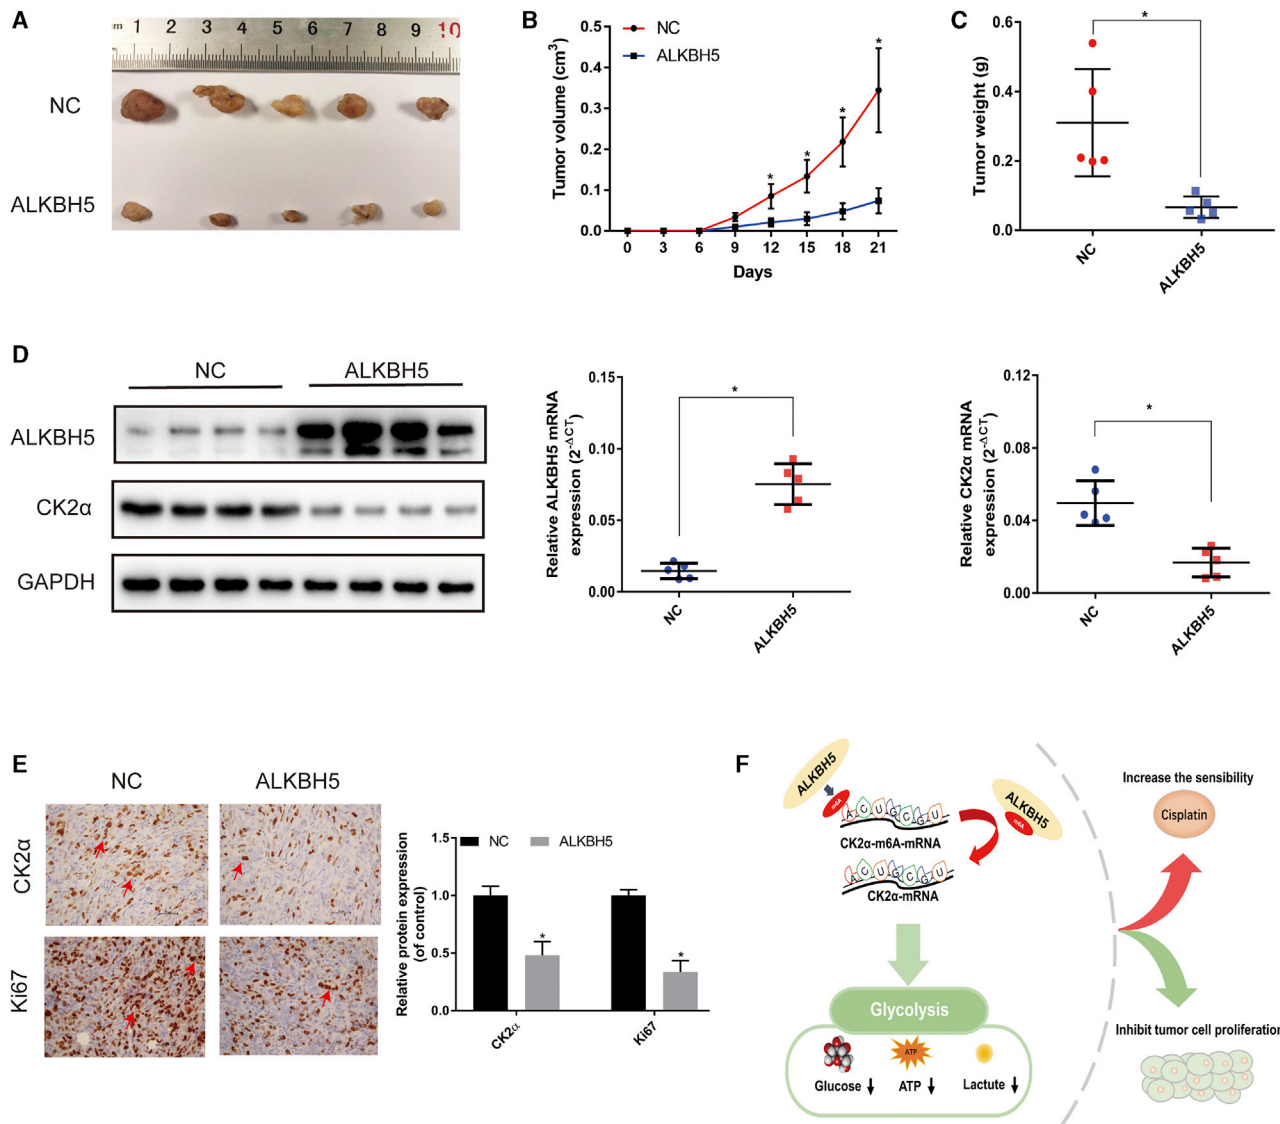 A
cm 1 2 3 4 5 6 7 8 9 10
NC
ALKBH5
B
NC
ALKBH5
Tumor volume (cm³)
0.5
0.4
0.3
0.2
0.1
0.0
* * * *
0 3 6 9 12 15 18 21
Days
C
Tumor weight (g)
0.6
0.4
0.2
0.0
*
NC
ALKBH5
D
NC ALKBH5
ALKBH5
CK2α
GAPDH
Relative ALKBH5 mRNA
expression (2^-ΔCT)
0.15
0.10
0.05
0.00
*
NC
ALKBH5
Relative CK2α mRNA
expression (2^-ΔCT)
0.12
0.08
0.04
0.00
*
NC
ALKBH5
E
NC ALKBH5
CK2α
Ki67
Relative protein expression
(of control)
1.5
1.0
0.5
0.0
NC ALKBH5
* *
CK2α
Ki67
F
ALKBH5
m6A
A C U G C G U
CK2α-m6A-mRNA
ALKBH5
m6A
A C U G C G U
CK2α-mRNA
Glycolysis
ATP
Glucose ATP Lactute
Increase the sensibility
Cisplatin
Inhibit tumor cell proliferation